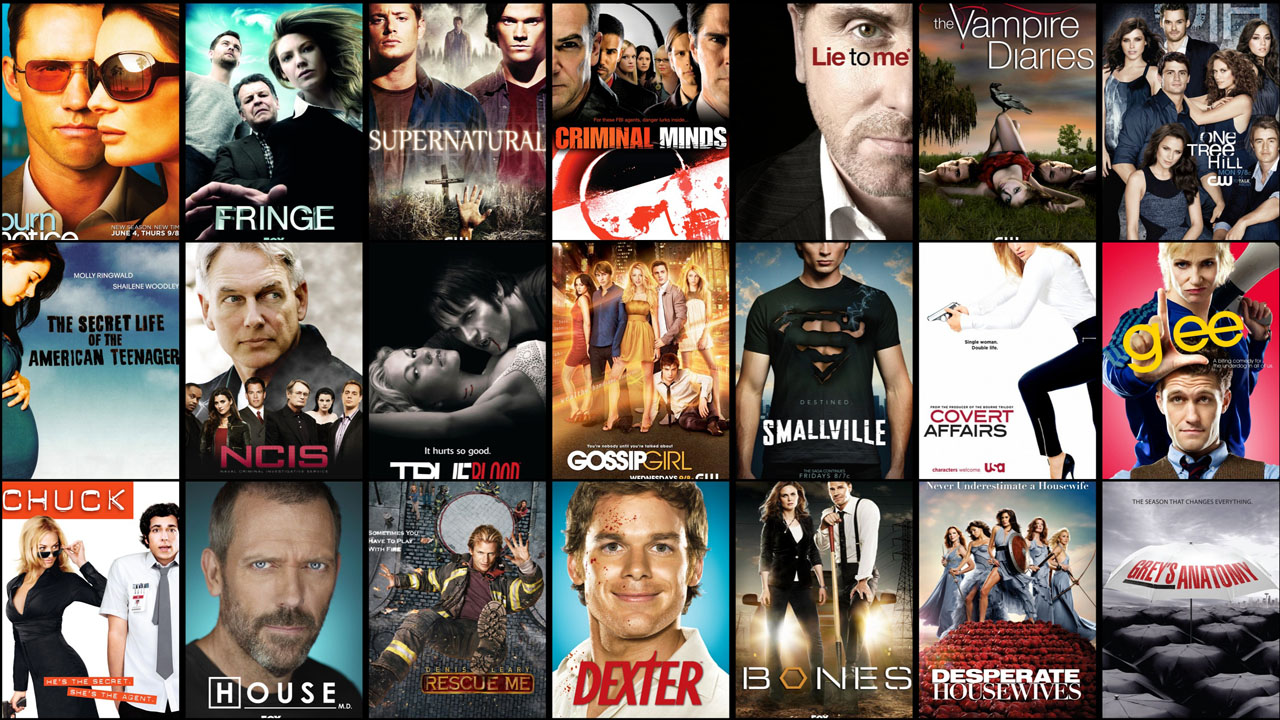 burn
notice
NEW SEASON. NEW TIME
JUNE 4, THURS 9/8
FRINGE
FOX
SUPERNATURAL
CW
For these FBI agents, danger lurks inside...
CRIMINAL MINDS
Lie to me*
the Vampire
Diaries
CW
ONE
TREE
HILL
MON 9/8c
CW
MOLLY RINGWALD
SHAILENE WOODLEY
THE SECRET LIFE
OF THE
AMERICAN TEENAGER
NCIS
NAVAL CRIMINAL INVESTIGATIVE SERVICE
It hurts so good.
TRUE BLOOD
You're nobody until you're talked about
GOSSIP GIRL
WEDNESDAYS 9/8c CW
DESTINED.
SMALLVILLE
THE SAGA CONTINUES
FRIDAYS 8/7c
Single woman.
Double life.
FROM THE PRODUCER OF THE BOURNE TRILOGY
COVERT
AFFAIRS
characters welcome. USA
glee
A biting comedy for
the underdog in all of us.
CHUCK
HE'S THE SECRET.
SHE'S THE AGENT.
HOUSE M.D.
FOX
SOMETIMES YOU
HAVE TO PLAY
WITH FIRE
DENIS LEARY
RESCUE ME
DEXTER
BONES
Never Underestimate a Housewife
DESPERATE
HOUSEWIVES
THE SEASON THAT CHANGES EVERYTHING.
GREY'S ANATOMY